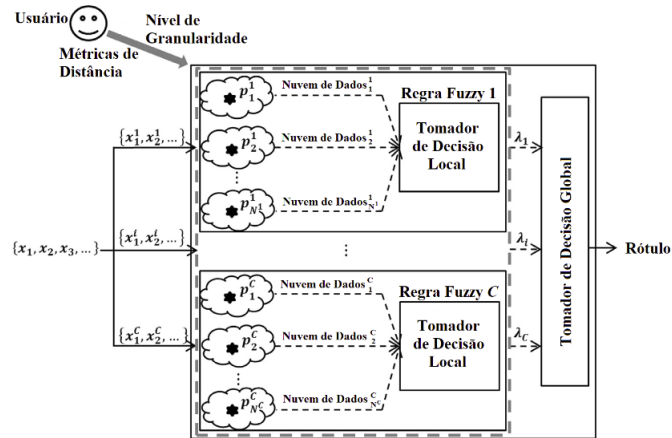 Usuário
Nível de
Granularidade
Métricas de
Distância
p_1^1
Nuvem de Dados_1^1
Regra Fuzzy 1
{x_1^1, x_2^1, ...}
p_2^1
Nuvem de Dados_2^1
Tomador
de Decisão
Local
λ_1
⋮
p_{N^1}^1
Nuvem de Dados_{N^1}^1
{x_1, x_2, x_3, ...}
{x_1^i, x_2^i, ...}
⋮
λ_i
Tomador de Decisão Global
Rótulo
p_1^C
Nuvem de Dados_1^C
Regra Fuzzy C
{x_1^C, x_2^C, ...}
p_2^C
Nuvem de Dados_2^C
Tomador
de Decisão
Local
λ_C
⋮
p_{N^C}^C
Nuvem de Dados_{N^C}^C